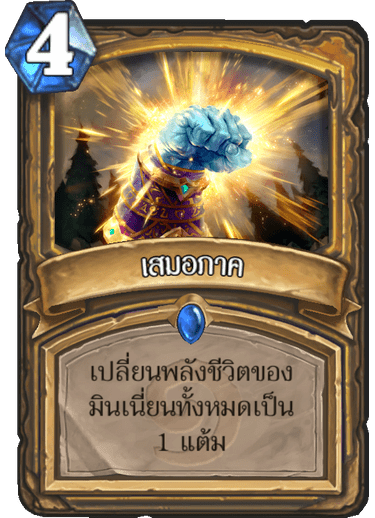 4
เสมอภาค
เปลี่ยนพลังชีวิตของ
มินเนี่ยนทั้งหมดเป็น
1 แต้ม